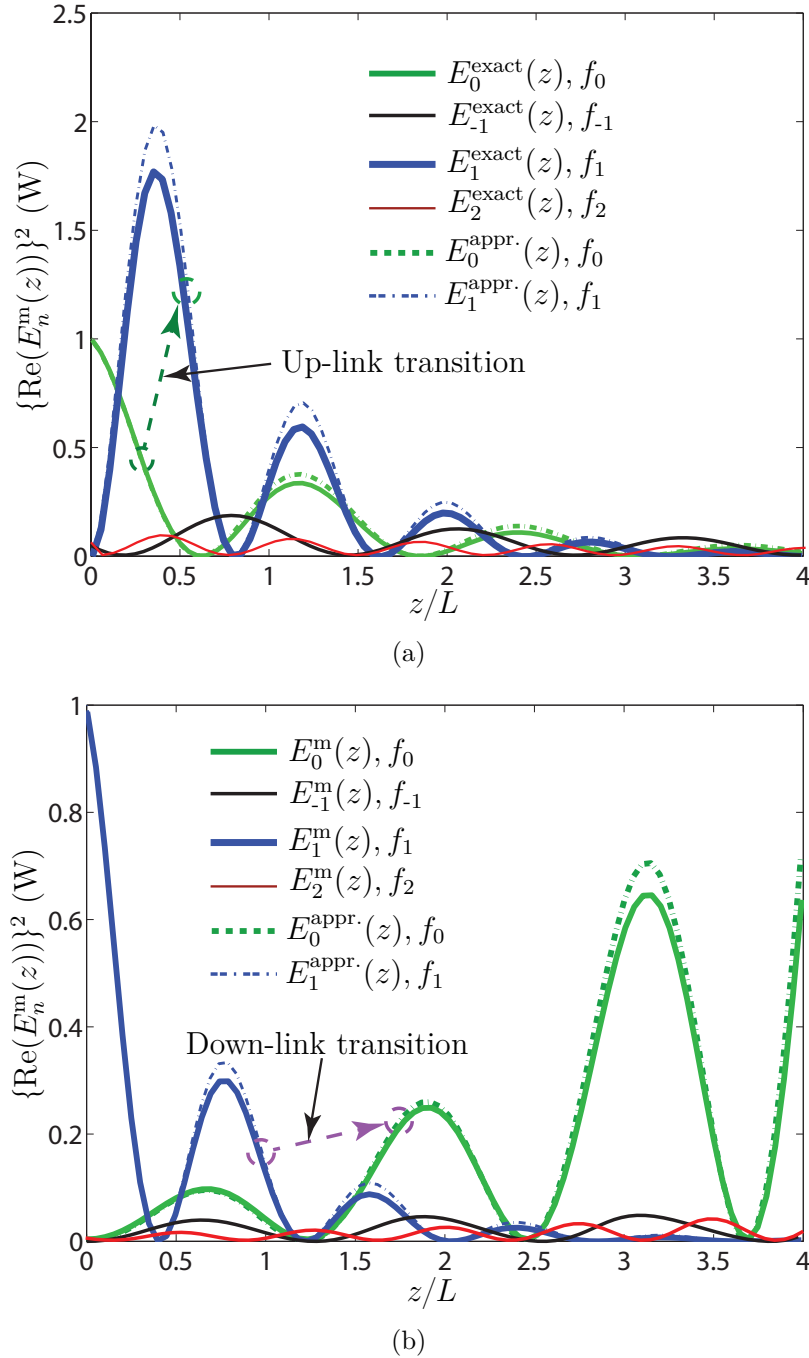 2.5
2
1.5
1
0.5
0
{Re(E_n^m(z))}² (W)
E_0^exact(z), f_0
E_-1^exact(z), f_-1
E_1^exact(z), f_1
E_2^exact(z), f_2
E_0^appr.(z), f_0
E_1^appr.(z), f_1
Up-link transition
0 0.5 1 1.5 2 2.5 3 3.5 4
z/L
(a)
1
0.8
0.6
0.4
0.2
0
{Re(E_n^m(z))}² (W)
E_0^m(z), f_0
E_-1^m(z), f_-1
E_1^m(z), f_1
E_2^m(z), f_2
E_0^appr.(z), f_0
E_1^appr.(z), f_1
Down-link transition
0 0.5 1 1.5 2 2.5 3 3.5 4
z/L
(b)